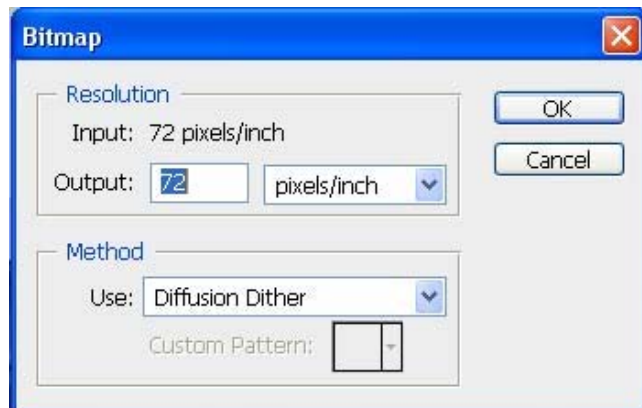 Bitmap
Resolution
Input: 72 pixels/inch
Output: 72 pixels/inch
OK
Cancel
Method
Use: Diffusion Dither
Custom Pattern: